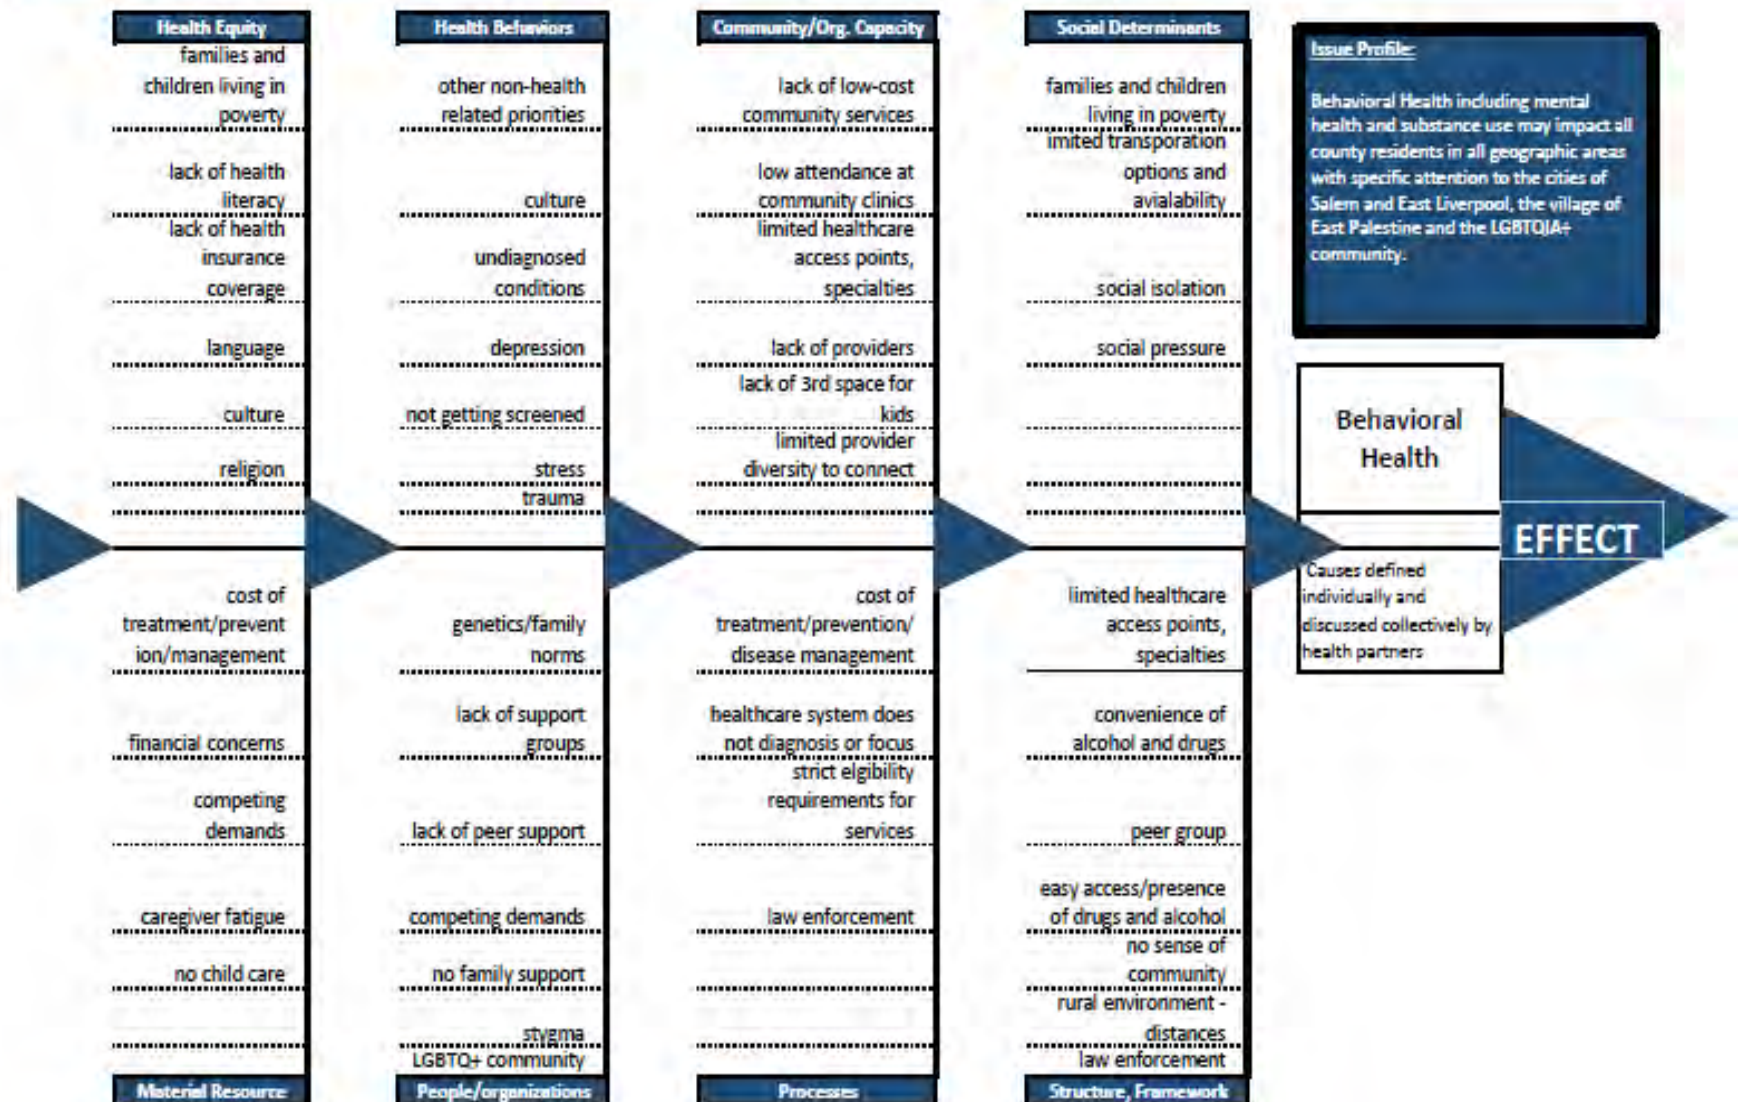 Health Equity
families and
children living in
poverty
lack of health
literacy
lack of health
insurance
coverage
language
culture
religion
Health Behaviors
other non-health
related priorities
culture
undiagnosed
conditions
depression
not getting screened
stress
trauma
Community/Org. Capacity
lack of low-cost
community services
low attendance at
community clinics
limited healthcare
access points,
specialties
lack of providers
lack of 3rd space for
kids
limited provider
diversity to connect
Social Determinants
families and children
living in poverty
imited transporation
options and
avialability
social isolation
social pressure
Issue Profile:
Behavioral Health including mental
health and substance use may impact all
county residents in all geographic areas
with specific attention to the cities of
Salem and East Liverpool, the village of
East Palestine and the LGBTQIA+
community.
Behavioral
Health
EFFECT
Causes defined
individually and
discussed collectively by
health partners
cost of
treatment/prevent
ion/management
financial concerns
competing
demands
caregiver fatigue
no child care
Material Resource
genetics/family
norms
lack of support
groups
lack of peer support
competing demands
no family support
stygma
LGBTQ+ community
People/organizations
cost of
treatment/prevention/
disease management
healthcare system does
not diagnosis or focus
strict elgibility
requirements for
services
law enforcement
Processes
limited healthcare
access points,
specialties
convenience of
alcohol and drugs
peer group
easy access/presence
of drugs and alcohol
no sense of
community
rural environment -
distances
law enforcement
Structure, Framework